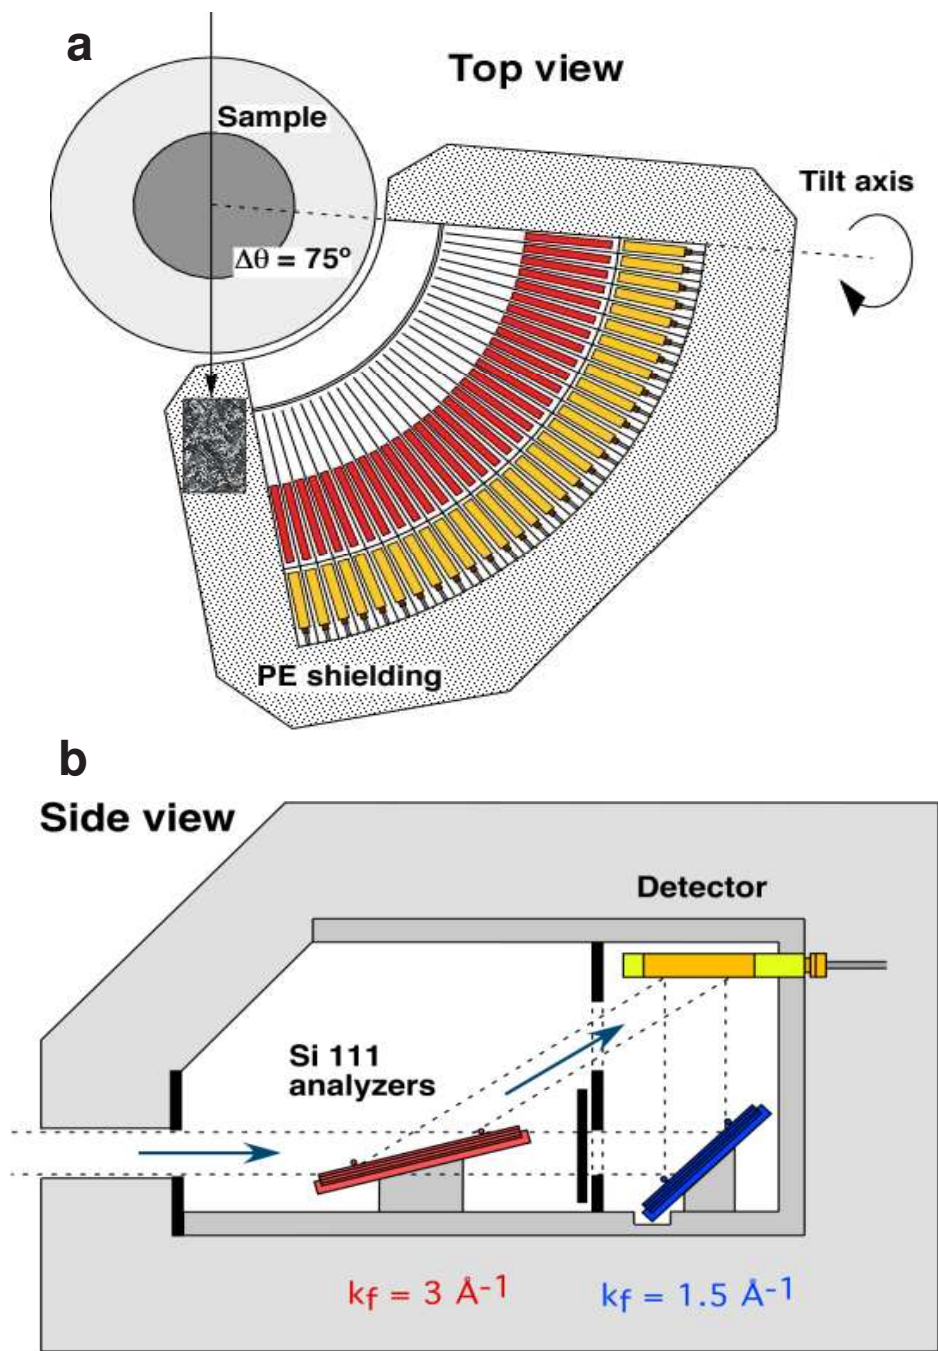 a
Top view
Sample
Tilt axis
Δθ = 75º
PE shielding
b
Side view
Detector
Si 111
analyzers
kf = 3 Å-1
kf = 1.5 Å-1